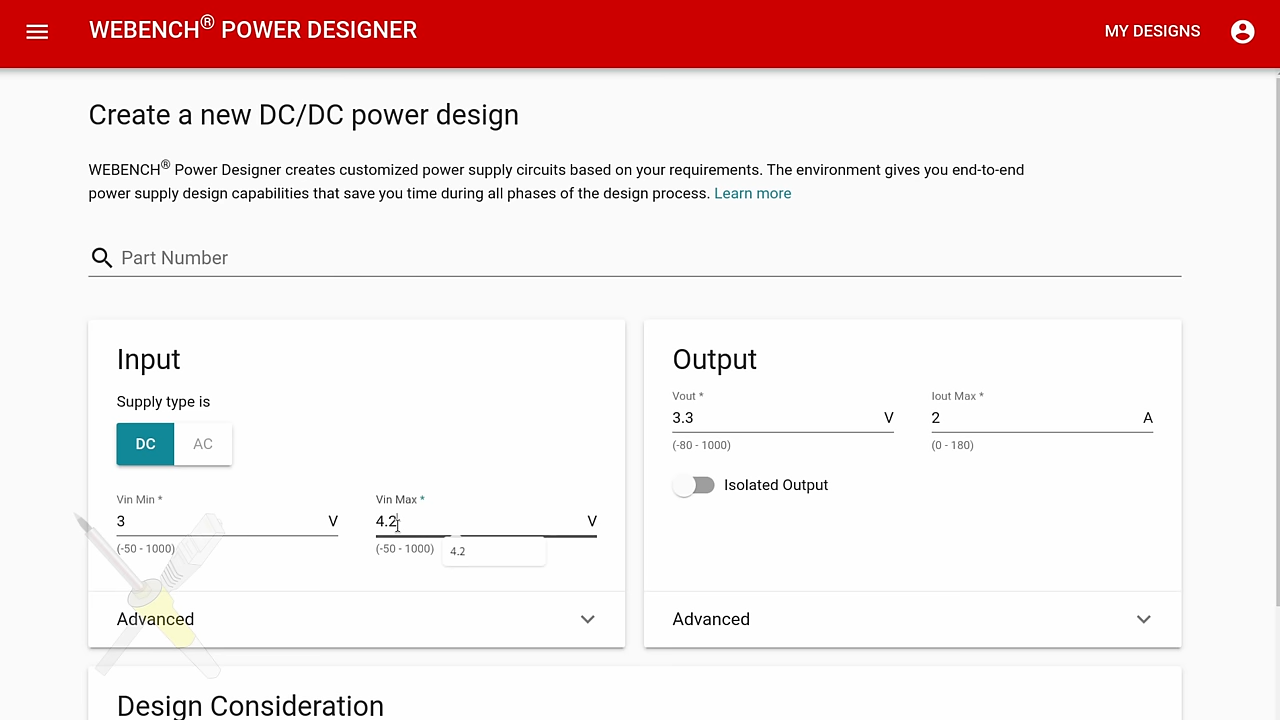 WEBENCH® POWER DESIGNER
MY DESIGNS
Create a new DC/DC power design
WEBENCH® Power Designer creates customized power supply circuits based on your requirements. The environment gives you end-to-end
power supply design capabilities that save you time during all phases of the design process. Learn more
Part Number
Input
Supply type is
DC AC
Vin Min *
3 V
(-50 - 1000)
Vin Max *
4.2 V
(-50 - 1000)
4.2
Advanced
Output
Vout *
3.3 V
(-80 - 1000)
Iout Max *
2 A
(0 - 180)
Isolated Output
Advanced
Design Consideration